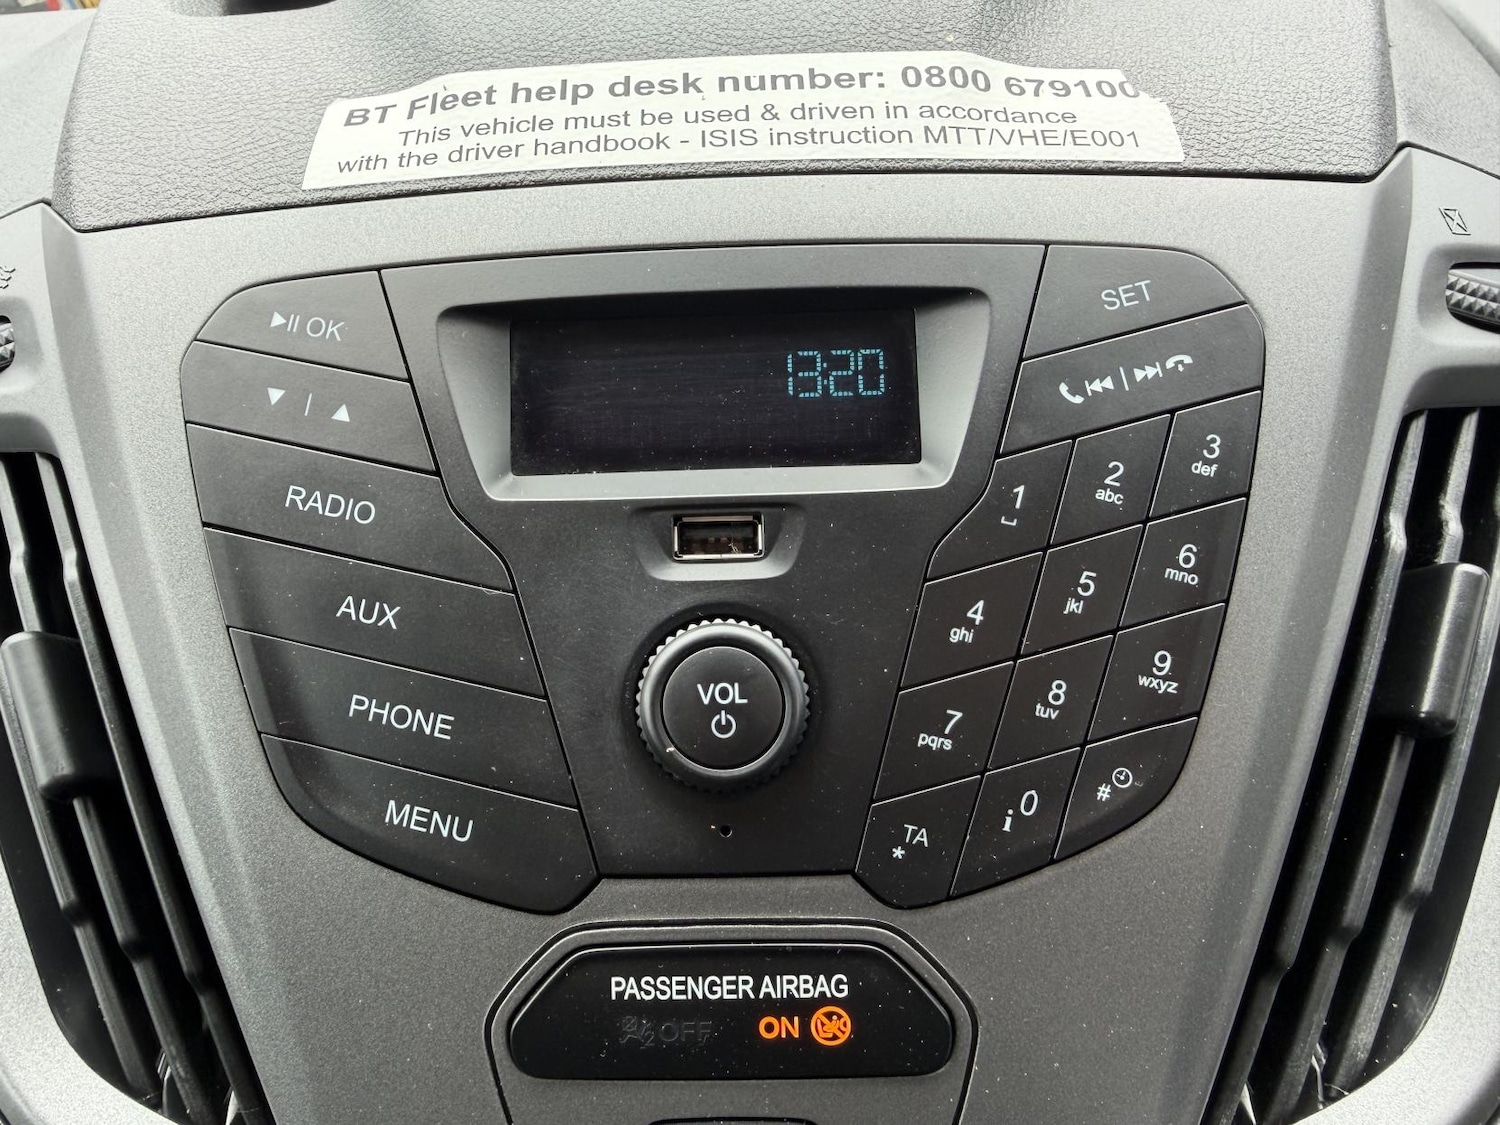 BT Fleet help desk number: 0800 679100
This vehicle must be used & driven in accordance
with the driver handbook - ISIS instruction MTT/VHE/E001
OK
RADIO
AUX
PHONE
MENU
13:20
VOL
SET
1
2
abc
3
def
4
ghi
5
jkl
6
mno
7
pqrs
8
tuv
9
wxyz
TA
*
i 0
#
PASSENGER AIRBAG
OFF
ON